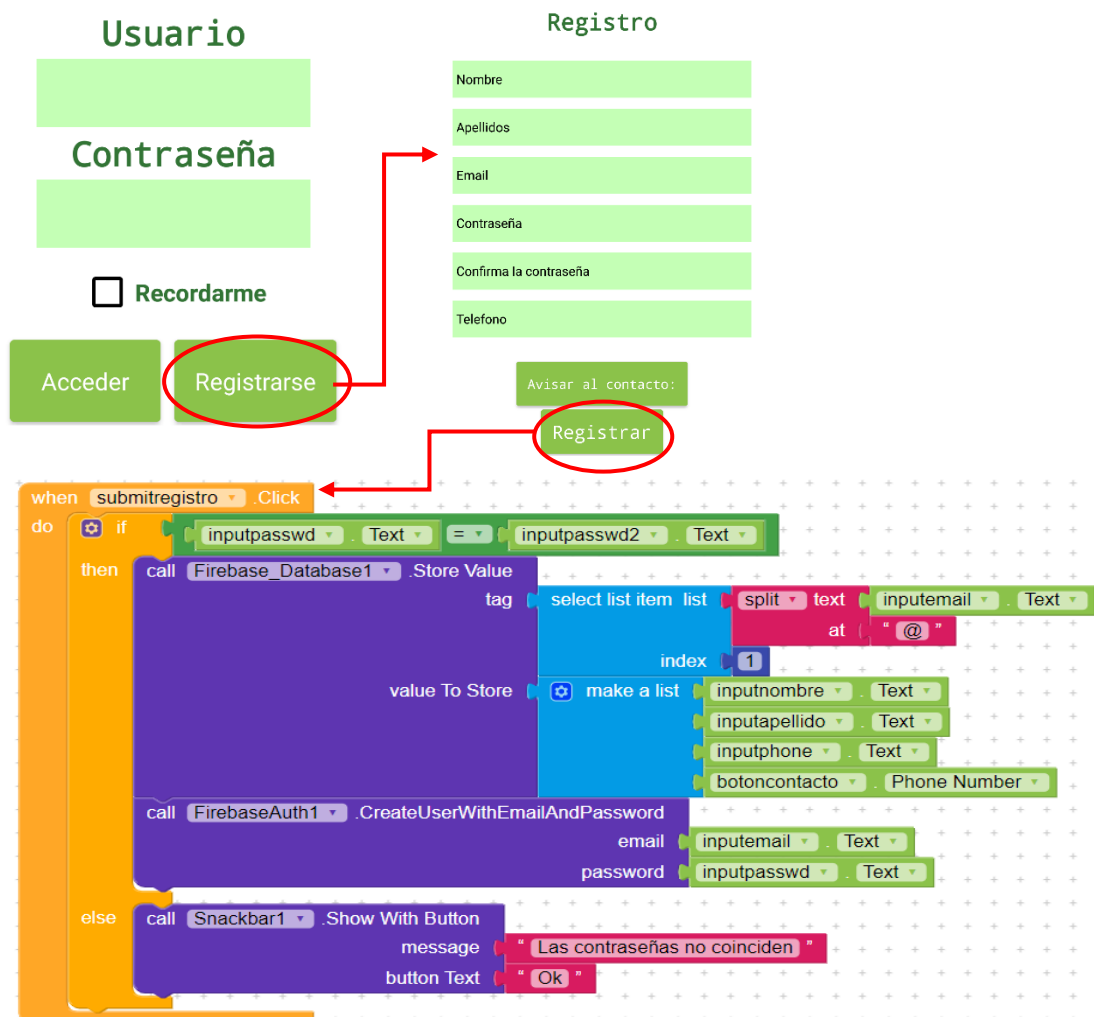 Usuario
Contraseña
Recordarme
Acceder
Registrarse
Registro
Nombre
Apellidos
Email
Contraseña
Confirma la contraseña
Telefono
Avisar al contacto:
Registrar
when submitregistro .Click
do if inputpasswd . Text = inputpasswd2 . Text
then call Firebase_Database1 .Store Value
tag select list item list split text inputemail . Text
at " @ "
index 1
value To Store make a list inputnombre . Text
inputapellido . Text
inputphone . Text
botoncontacto . Phone Number
call FirebaseAuth1 .CreateUserWithEmailAndPassword
email inputemail . Text
password inputpasswd . Text
else call Snackbar1 .Show With Button
message " Las contraseñas no coinciden "
button Text " Ok "